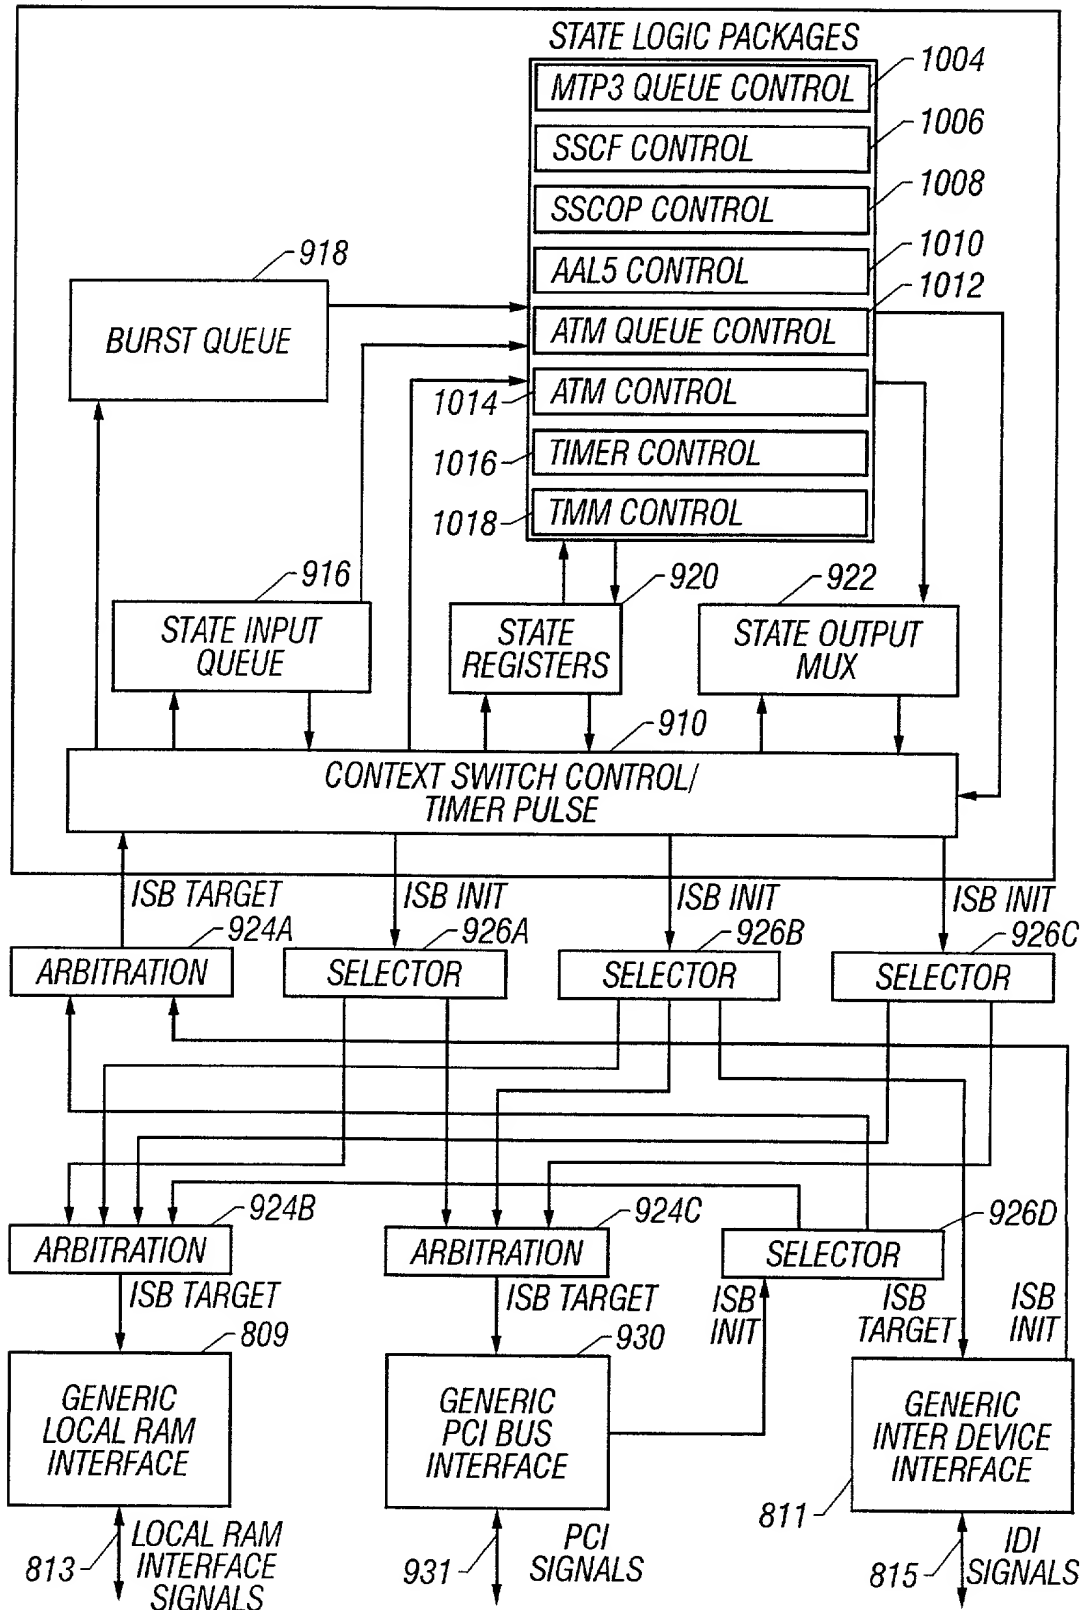 STATE LOGIC PACKAGES
MTP3 QUEUE CONTROL
1004
SSCF CONTROL
1006
SSCOP CONTROL
1008
AAL5 CONTROL
1010
ATM QUEUE CONTROL
1012
ATM CONTROL
1014
TIMER CONTROL
1016
TMM CONTROL
1018
918
BURST QUEUE
916
STATE INPUT
QUEUE
920
STATE
REGISTERS
922
STATE OUTPUT
MUX
910
CONTEXT SWITCH CONTROL/
TIMER PULSE
ISB TARGET
ISB INIT
ISB INIT
ISB INIT
924A
ARBITRATION
926A
SELECTOR
926B
SELECTOR
926C
SELECTOR
924B
ARBITRATION
924C
ARBITRATION
926D
SELECTOR
ISB TARGET
ISB TARGET
ISB
INIT
ISB
TARGET
ISB
INIT
809
GENERIC
LOCAL RAM
INTERFACE
930
GENERIC
PCI BUS
INTERFACE
GENERIC
INTER DEVICE
INTERFACE
811
813
LOCAL RAM
INTERFACE
SIGNALS
931
PCI
SIGNALS
815
IDI
SIGNALS